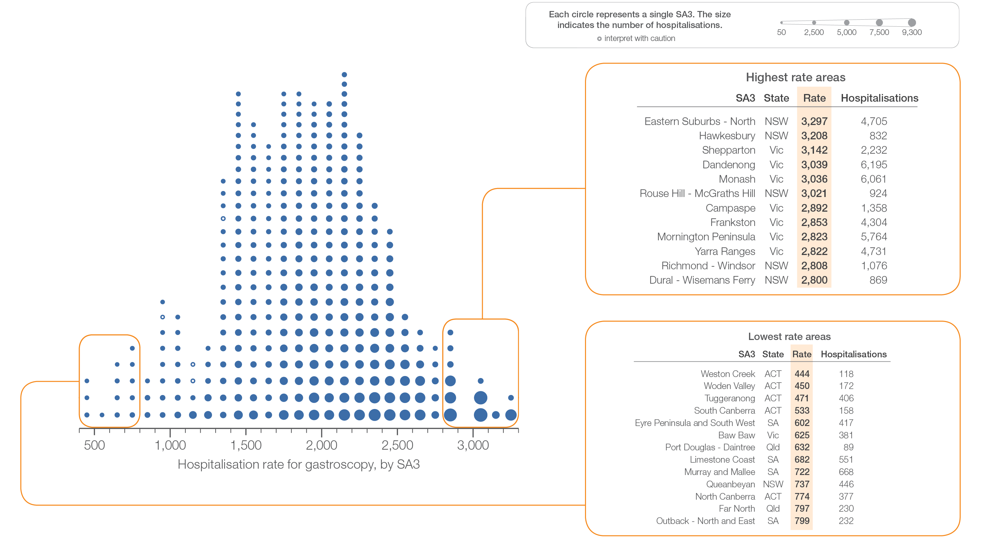 Each circle represents a single SA3. The size
indicates the number of hospitalisations.
interpret with caution
50 2,500 5,000 7,500 9,300
Highest rate areas
SA3 State Rate Hospitalisations
Eastern Suburbs - North NSW 3,297 4,705
Hawkesbury NSW 3,208 832
Shepparton Vic 3,142 2,232
Dandenong Vic 3,039 6,195
Monash Vic 3,036 6,061
Rouse Hill - McGraths Hill NSW 3,021 924
Campaspe Vic 2,892 1,358
Frankston Vic 2,853 4,304
Mornington Peninsula Vic 2,823 5,764
Yarra Ranges Vic 2,822 4,731
Richmond - Windsor NSW 2,808 1,076
Dural - Wisemans Ferry NSW 2,800 869
Lowest rate areas
SA3 State Rate Hospitalisations
Weston Creek ACT 444 118
Woden Valley ACT 450 172
Tuggeranong ACT 471 406
South Canberra ACT 533 158
Eyre Peninsula and South West SA 602 417
Baw Baw Vic 625 381
Port Douglas - Daintree Qld 632 89
Limestone Coast SA 682 551
Murray and Mallee SA 722 668
Queanbeyan NSW 737 446
North Canberra ACT 774 377
Far North Qld 797 230
Outback - North and East SA 799 232
500 1,000 1,500 2,000 2,500 3,000
Hospitalisation rate for gastroscopy, by SA3